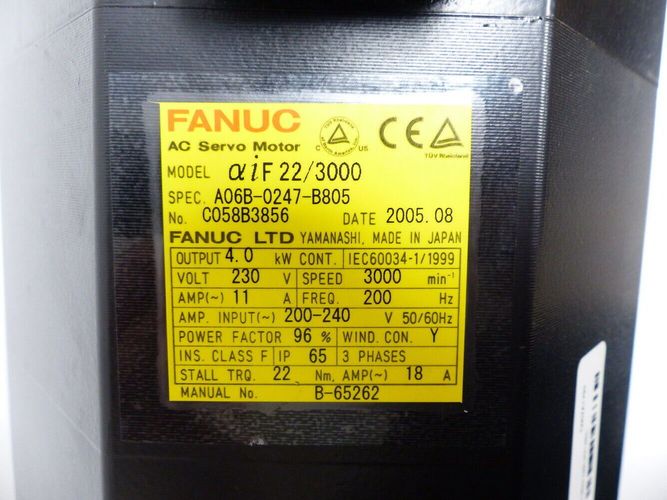 FANUC
AC Servo Motor
C US
TÜV Rheinland
MODEL αiF 22/3000
SPEC. A06B-0247-B805
No. C058B3856 DATE 2005.08
FANUC LTD YAMANASHI, MADE IN JAPAN
OUTPUT 4.0 kW CONT. IEC60034-1/1999
VOLT 230 V SPEED 3000 min⁻¹
AMP(~) 11 A FREQ. 200 Hz
AMP. INPUT(~) 200-240 V 50/60Hz
POWER FACTOR 96 % WIND. CON. Y
INS. CLASS F IP 65 3 PHASES
STALL TRQ. 22 Nm, AMP(~) 18 A
MANUAL No. B-65262